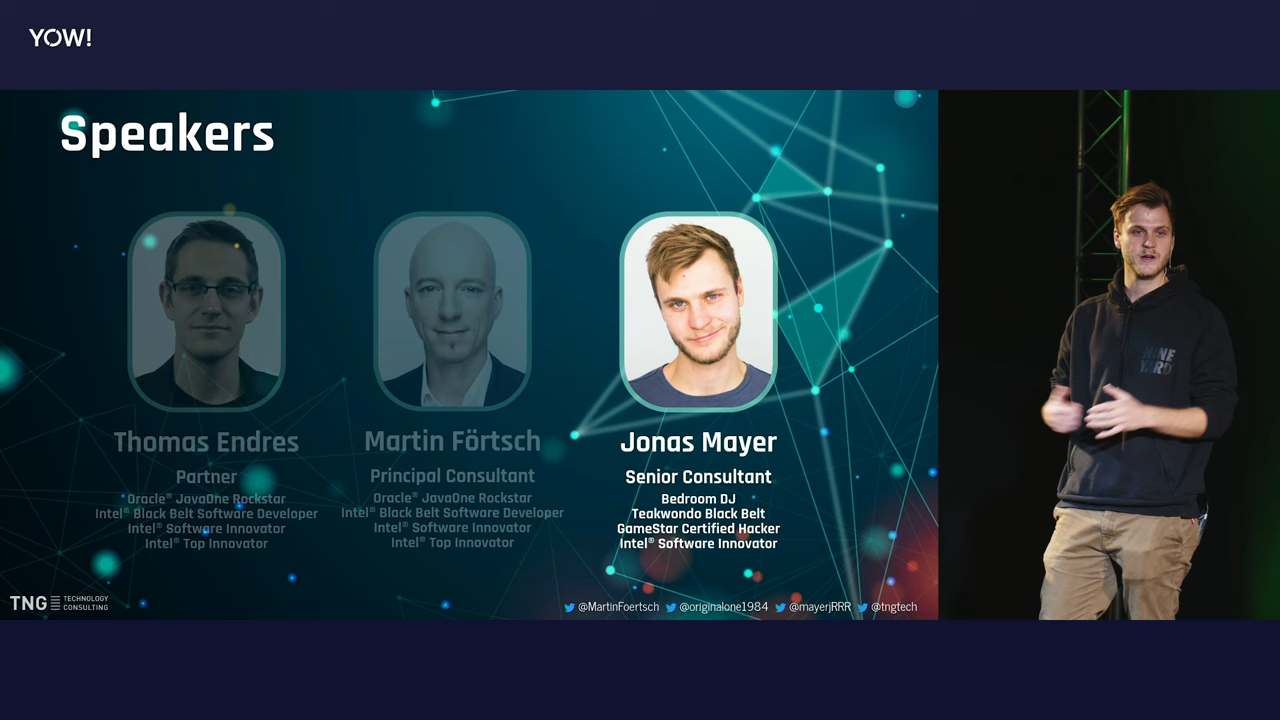 YOW!
Speakers
Thomas Endres
Partner
Oracle® JavaOne Rockstar
Intel® Black Belt Software Developer
Intel® Software Innovator
Intel® Top Innovator
Martin Förtsch
Principal Consultant
Oracle® JavaOne Rockstar
Intel® Black Belt Software Developer
Intel® Software Innovator
Intel® Top Innovator
Jonas Mayer
Senior Consultant
Bedroom DJ
Teakwondo Black Belt
GameStar Certified Hacker
Intel® Software Innovator
NINE
YARD
TNG TECHNOLOGY
CONSULTING
@MartinFoertsch @originalone1984 @mayerjRRR @tngtech